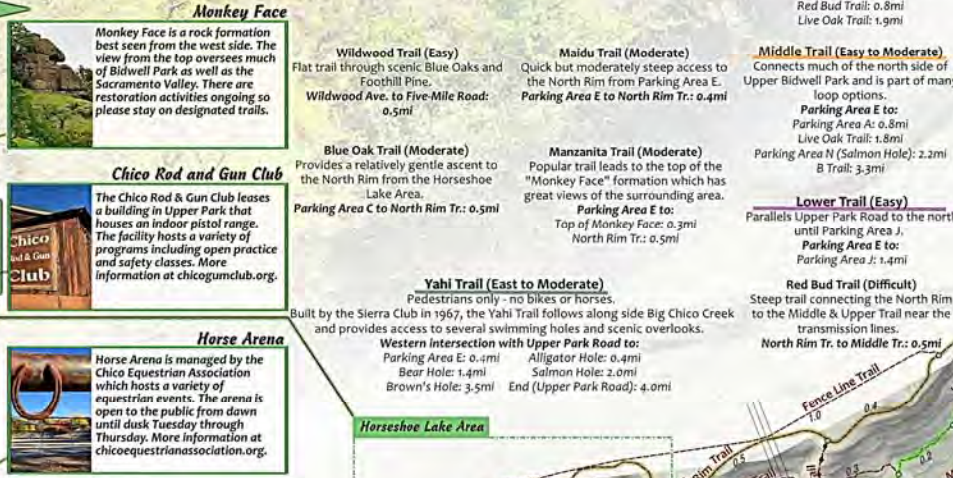 Monkey Face
Monkey Face is a rock formation
best seen from the west side. The
view from the top oversees much
of Bidwell Park as well as the
Sacramento Valley. There are
restoration activities ongoing so
please stay on designated trails.
Chico Rod and Gun Club
The Chico Rod & Gun Club leases
a building in Upper Park that
houses an indoor pistol range.
The facility hosts a variety of
programs including open practice
and safety classes. More
information at chicogumclub.org.
Chico
Rod & Gun
Club
Horse Arena
Horse Arena is managed by the
Chico Equestrian Association
which hosts a variety of
equestrian events. The arena is
open to the public from dawn
until dusk Tuesday through
Thursday. More information at
chicoequestrianassociation.org.
Wildwood Trail (Easy)
Flat trail through scenic Blue Oaks and
Foothill Pine.
Wildwood Ave. to Five-Mile Road:
0.5mi
Blue Oak Trail (Moderate)
Provides a relatively gentle ascent to
the North Rim from the Horseshoe
Lake Area.
Parking Area C to North Rim Tr.: 0.5mi
Maidu Trail (Moderate)
Quick but moderately steep access to
the North Rim from Parking Area E.
Parking Area E to North Rim Tr.: 0.4mi
Manzanita Trail (Moderate)
Popular trail leads to the top of the
"Monkey Face" formation which has
great views of the surrounding area.
Parking Area E to:
Top of Monkey Face: 0.3mi
North Rim Tr.: 0.5mi
Yahi Trail (East to Moderate)
Pedestrians only - no bikes or horses.
Built by the Sierra Club in 1967, the Yahi Trail follows along side Big Chico Creek
and provides access to several swimming holes and scenic overlooks.
Western intersection with Upper Park Road to:
Parking Area E: 0.4mi Alligator Hole: 0.4mi
Bear Hole: 1.4mi Salmon Hole: 2.0mi
Brown's Hole: 3.5mi End (Upper Park Road): 4.0mi
Red Bud Trail: 0.8mi
Live Oak Trail: 1.9mi
Middle Trail (Easy to Moderate)
Connects much of the north side of
Upper Bidwell Park and is part of many
loop options.
Parking Area E to:
Parking Area A: 0.8mi
Live Oak Trail: 1.8mi
Parking Area N (Salmon Hole): 2.2mi
B Trail: 3.3mi
Lower Trail (Easy)
Parallels Upper Park Road to the north
until Parking Area J.
Parking Area E to:
Parking Area J: 1.4mi
Red Bud Trail (Difficult)
Steep trail connecting the North Rim
to the Middle & Upper Trail near the
transmission lines.
North Rim Tr. to Middle Tr.: 0.5mi
Horseshoe Lake Area
Fence Line Trail
1.0
0.4
Rim Trail
0.5
Trail
0.3
0.2